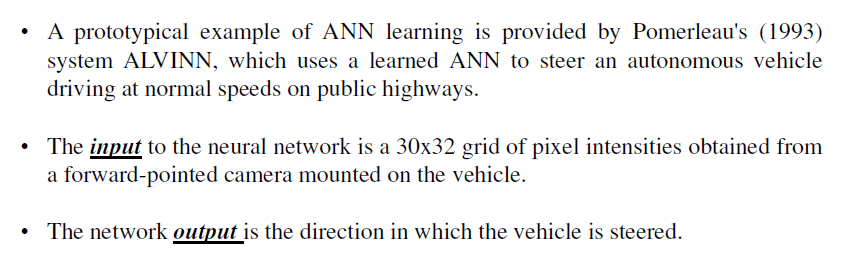 • A prototypical example of ANN learning is provided by Pomerleau's (1993)
system ALVINN, which uses a learned ANN to steer an autonomous vehicle
driving at normal speeds on public highways.
• The input to the neural network is a 30x32 grid of pixel intensities obtained from
a forward-pointed camera mounted on the vehicle.
• The network output is the direction in which the vehicle is steered.